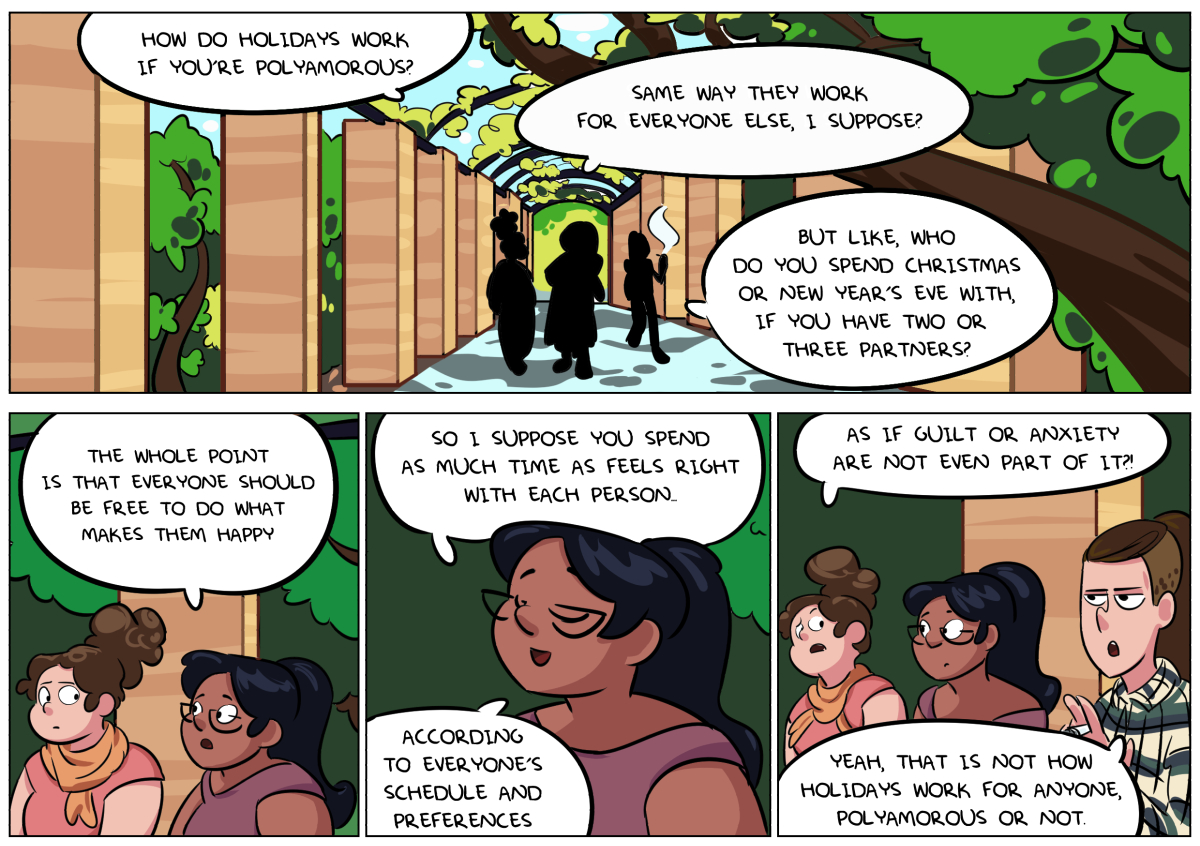 HOW DO HOLIDAYS WORK
IF YOU'RE POLYAMOROUS?
SAME WAY THEY WORK
FOR EVERYONE ELSE, I SUPPOSE?
BUT LIKE, WHO
DO YOU SPEND CHRISTMAS
OR NEW YEAR'S EVE WITH,
IF YOU HAVE TWO OR
THREE PARTNERS?
THE WHOLE POINT
IS THAT EVERYONE SHOULD
BE FREE TO DO WHAT
MAKES THEM HAPPY
SO I SUPPOSE YOU SPEND
AS MUCH TIME AS FEELS RIGHT
WITH EACH PERSON...
ACCORDING
TO EVERYONE'S
SCHEDULE AND
PREFERENCES
AS IF GUILT OR ANXIETY
ARE NOT EVEN PART OF IT?!
YEAH, THAT IS NOT HOW
HOLIDAYS WORK FOR ANYONE,
POLYAMOROUS OR NOT.